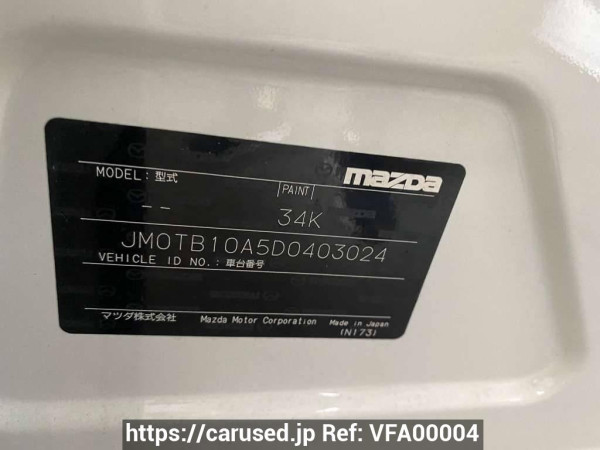 mazda
MODEL : 型式
PAINT
--
34K
JM0TB10A5D0403024
VEHICLE ID NO. : 車台番号
マツダ株式会社 Mazda Motor Corporation Made in Japan
IN173I
https://carused.jp Ref: VFA00004